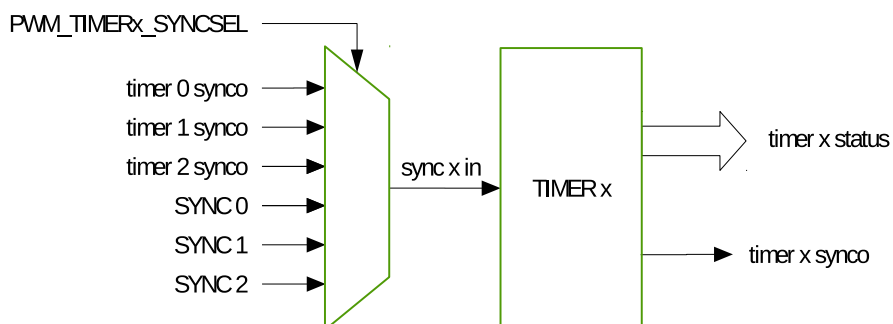 PWM_TIMERx_SYNCSEL
timer 0 synco
timer 1 synco
timer 2 synco
SYNC 0
SYNC 1
SYNC 2
sync x in
TIMER x
timer x status
timer x synco